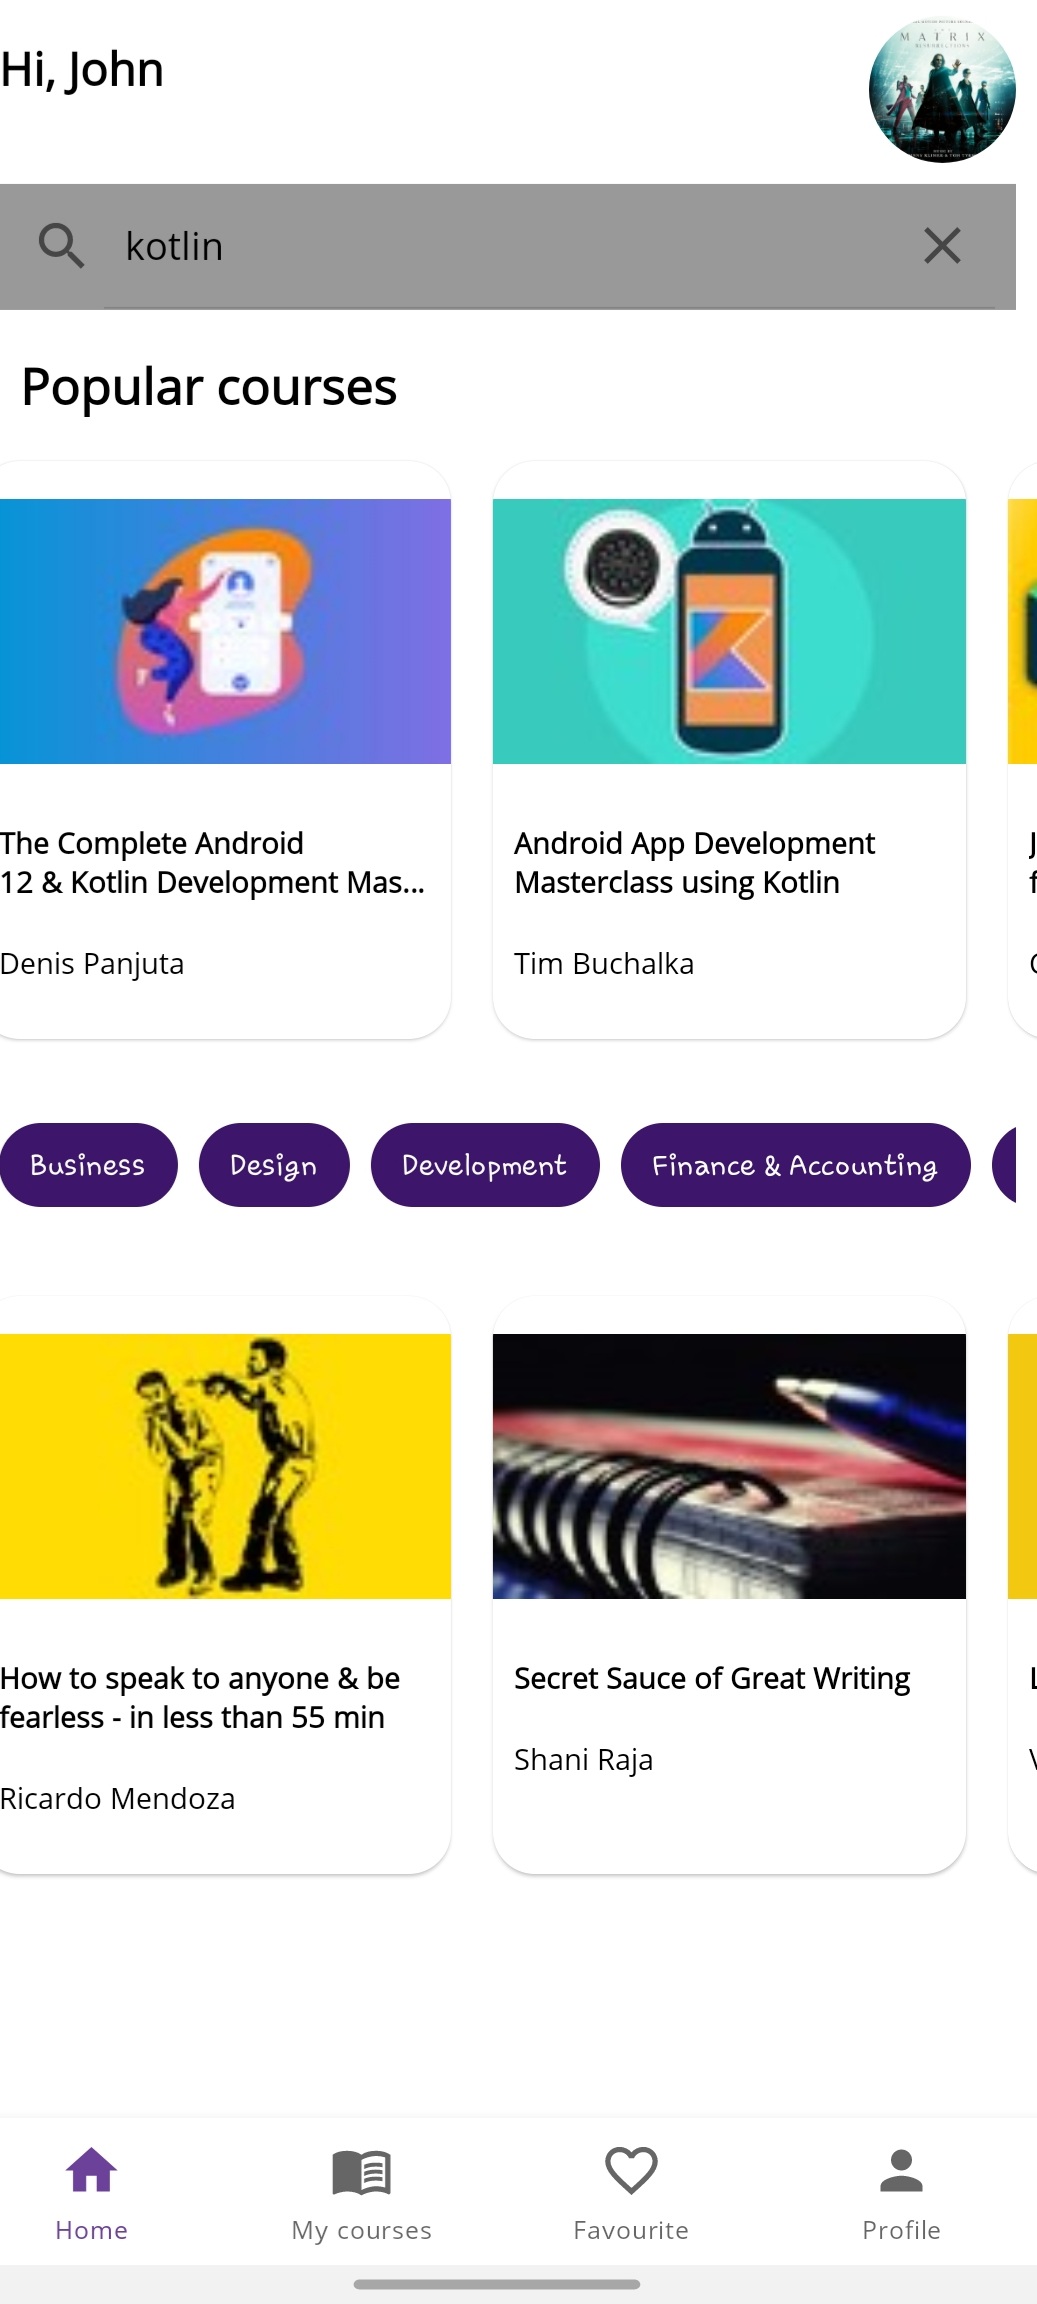 Hi, John
MATRIX
RESURRECTIONS
kotlin
Popular courses
The Complete Android
12 & Kotlin Development Mas...
Denis Panjuta
Android App Development
Masterclass using Kotlin
Tim Buchalka
Business
Design
Development
Finance & Accounting
How to speak to anyone & be
fearless - in less than 55 min
Ricardo Mendoza
Secret Sauce of Great Writing
Shani Raja
Home
My courses
Favourite
Profile